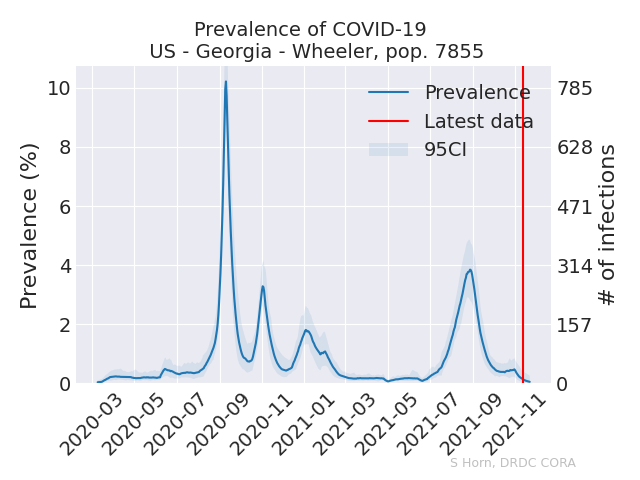 Prevalence of COVID-19
US - Georgia - Wheeler, pop. 7855
Prevalence (%)
10
8
6
4
2
0
Prevalence
Latest data
95CI
785
628
471
314
157
0
# of infections
2020-03
2020-05
2020-07
2020-09
2020-11
2021-01
2021-03
2021-05
2021-07
2021-09
2021-11
S Horn, DRDC CORA